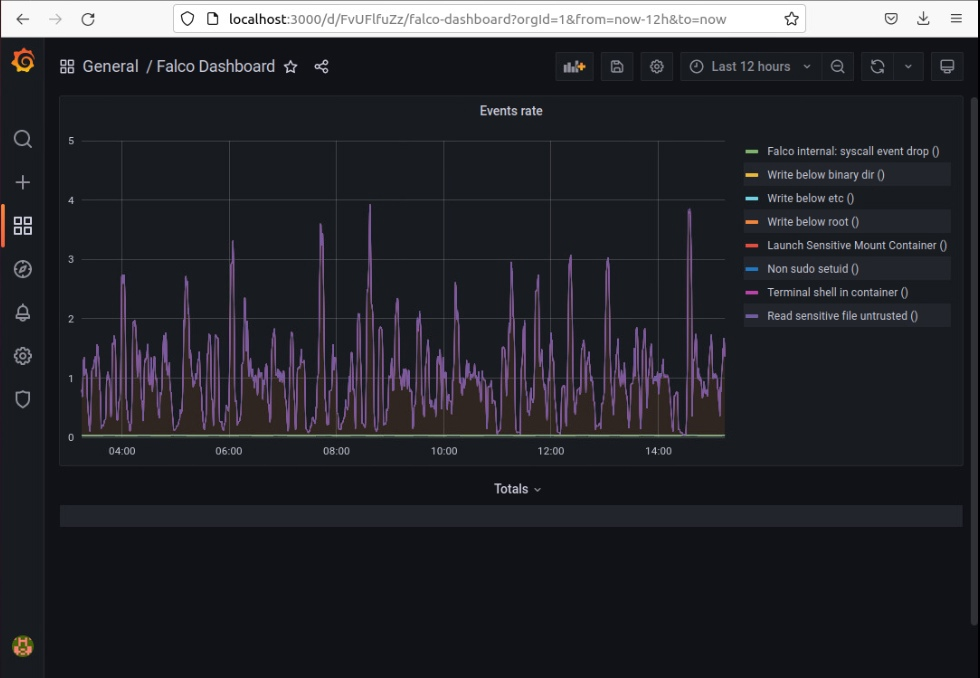 localhost:3000/d/FvUFlfuZz/falco-dashboard?orgId=1&from=now-12h&to=now
General / Falco Dashboard
Last 12 hours
Events rate
5
4
3
2
1
0
04:00 06:00 08:00 10:00 12:00 14:00
Falco internal: syscall event drop ()
Write below binary dir ()
Write below etc ()
Write below root ()
Launch Sensitive Mount Container ()
Non sudo setuid ()
Terminal shell in container ()
Read sensitive file untrusted ()
Totals